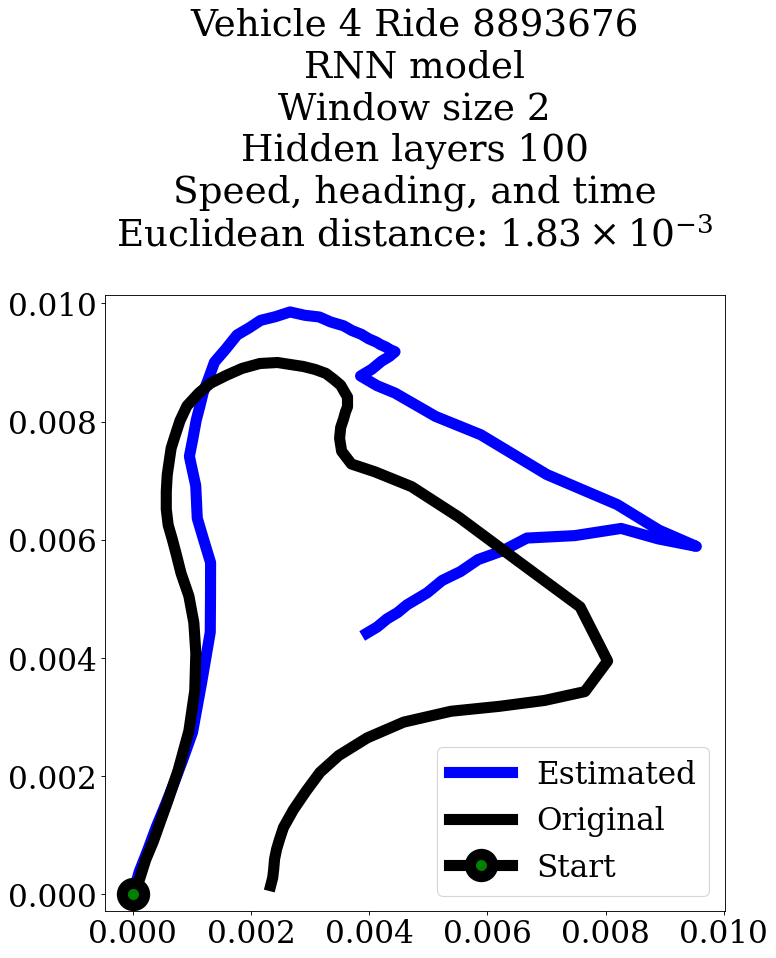 Vehicle 4 Ride 8893676
RNN model
Window size 2
Hidden layers 100
Speed, heading, and time
Euclidean distance: 1.83 × 10⁻³
0.010
0.008
0.006
0.004
0.002
0.000
Estimated
Original
Start
0.000 0.002 0.004 0.006 0.008 0.010